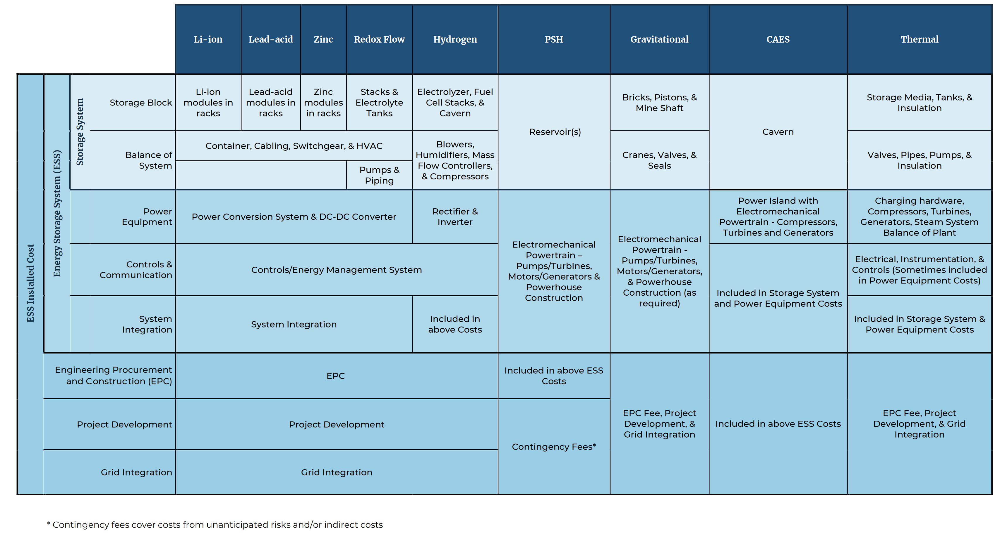 Li-ion
Lead-acid
Zinc
Redox Flow
Hydrogen
PSH
Gravitational
CAES
Thermal
ESS Installed Cost
Energy Storage System (ESS)
Storage System
Storage Block
Li-ion
modules in
racks
Lead-acid
modules in
racks
Zinc
modules
in racks
Stacks &
Electrolyte
Tanks
Electrolyzer, Fuel
Cell Stacks, &
Cavern
Reservoir(s)
Bricks, Pistons, &
Mine Shaft
Cavern
Storage Media, Tanks, &
Insulation
Balance of
System
Container, Cabling, Switchgear, & HVAC
Pumps &
Piping
Blowers,
Humidifiers, Mass
Flow Controllers,
& Compressors
Cranes, Valves, &
Seals
Valves, Pipes, Pumps, &
Insulation
Power
Equipment
Power Conversion System & DC-DC Converter
Rectifier &
Inverter
Electromechanical
Powertrain –
Pumps/Turbines,
Motors/Generators &
Powerhouse
Construction
Electromechanical
Powertrain -
Pumps/Turbines,
Motors/Generators,
& Powerhouse
Construction (as
required)
Power Island with
Electromechanical
Powertrain - Compressors,
Turbines and Generators
Charging hardware,
Compressors, Turbines,
Generators, Steam System
Balance of Plant
Controls &
Communication
Controls/Energy Management System
Included in Storage System
and Power Equipment Costs
Electrical, Instrumentation, &
Controls (Sometimes included
in Power Equipment Costs)
System
Integration
System Integration
Included in
above Costs
Included in Storage System &
Power Equipment Costs
Engineering Procurement
and Construction (EPC)
EPC
Included in above ESS
Costs
EPC Fee, Project
Development, &
Grid Integration
Included in above ESS Costs
EPC Fee, Project
Development, & Grid
Integration
Project Development
Project Development
Contingency Fees*
Grid Integration
Grid Integration
* Contingency fees cover costs from unanticipated risks and/or indirect costs